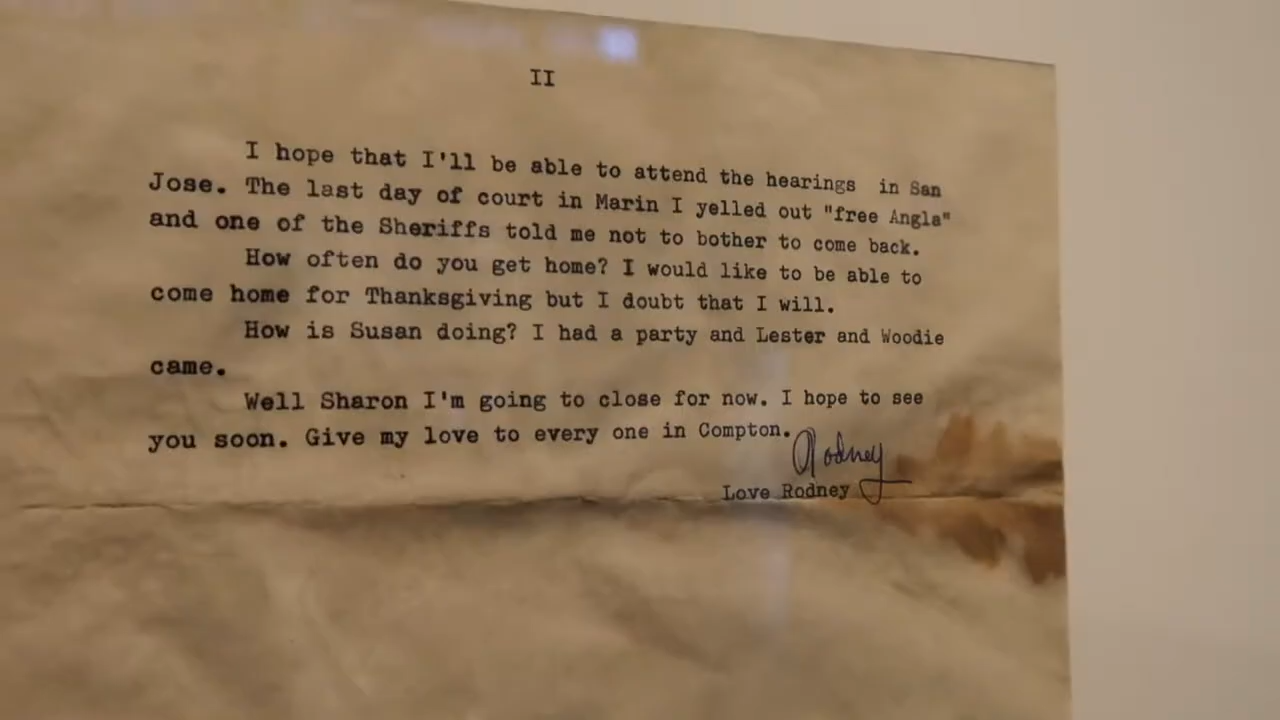 II
I hope that I'll be able to attend the hearings in San
Jose. The last day of court in Marin I yelled out "free Angla"
and one of the Sheriffs told me not to bother to come back.
How often do you get home? I would like to be able to
come home for Thanksgiving but I doubt that I will.
How is Susan doing? I had a party and Lester and Woodie
came.
Well Sharon I'm going to close for now. I hope to see
you soon. Give my love to every one in Compton.
Rodney
Love Rodney